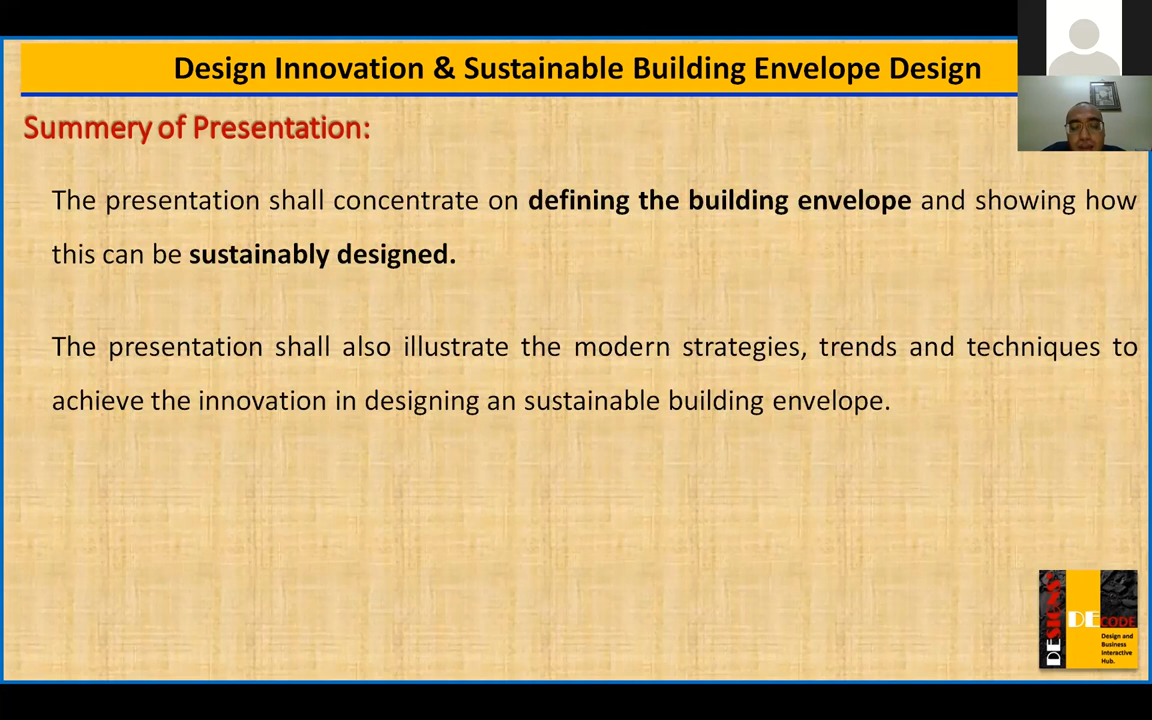 Design Innovation & Sustainable Building Envelope Design
Summery of Presentation:
The presentation shall concentrate on defining the building envelope and showing how
this can be sustainably designed.
The presentation shall also illustrate the modern strategies, trends and techniques to
achieve the innovation in designing an sustainable building envelope.
DESIGNS
DECODE
Design and
Business
Interactive
Hub.